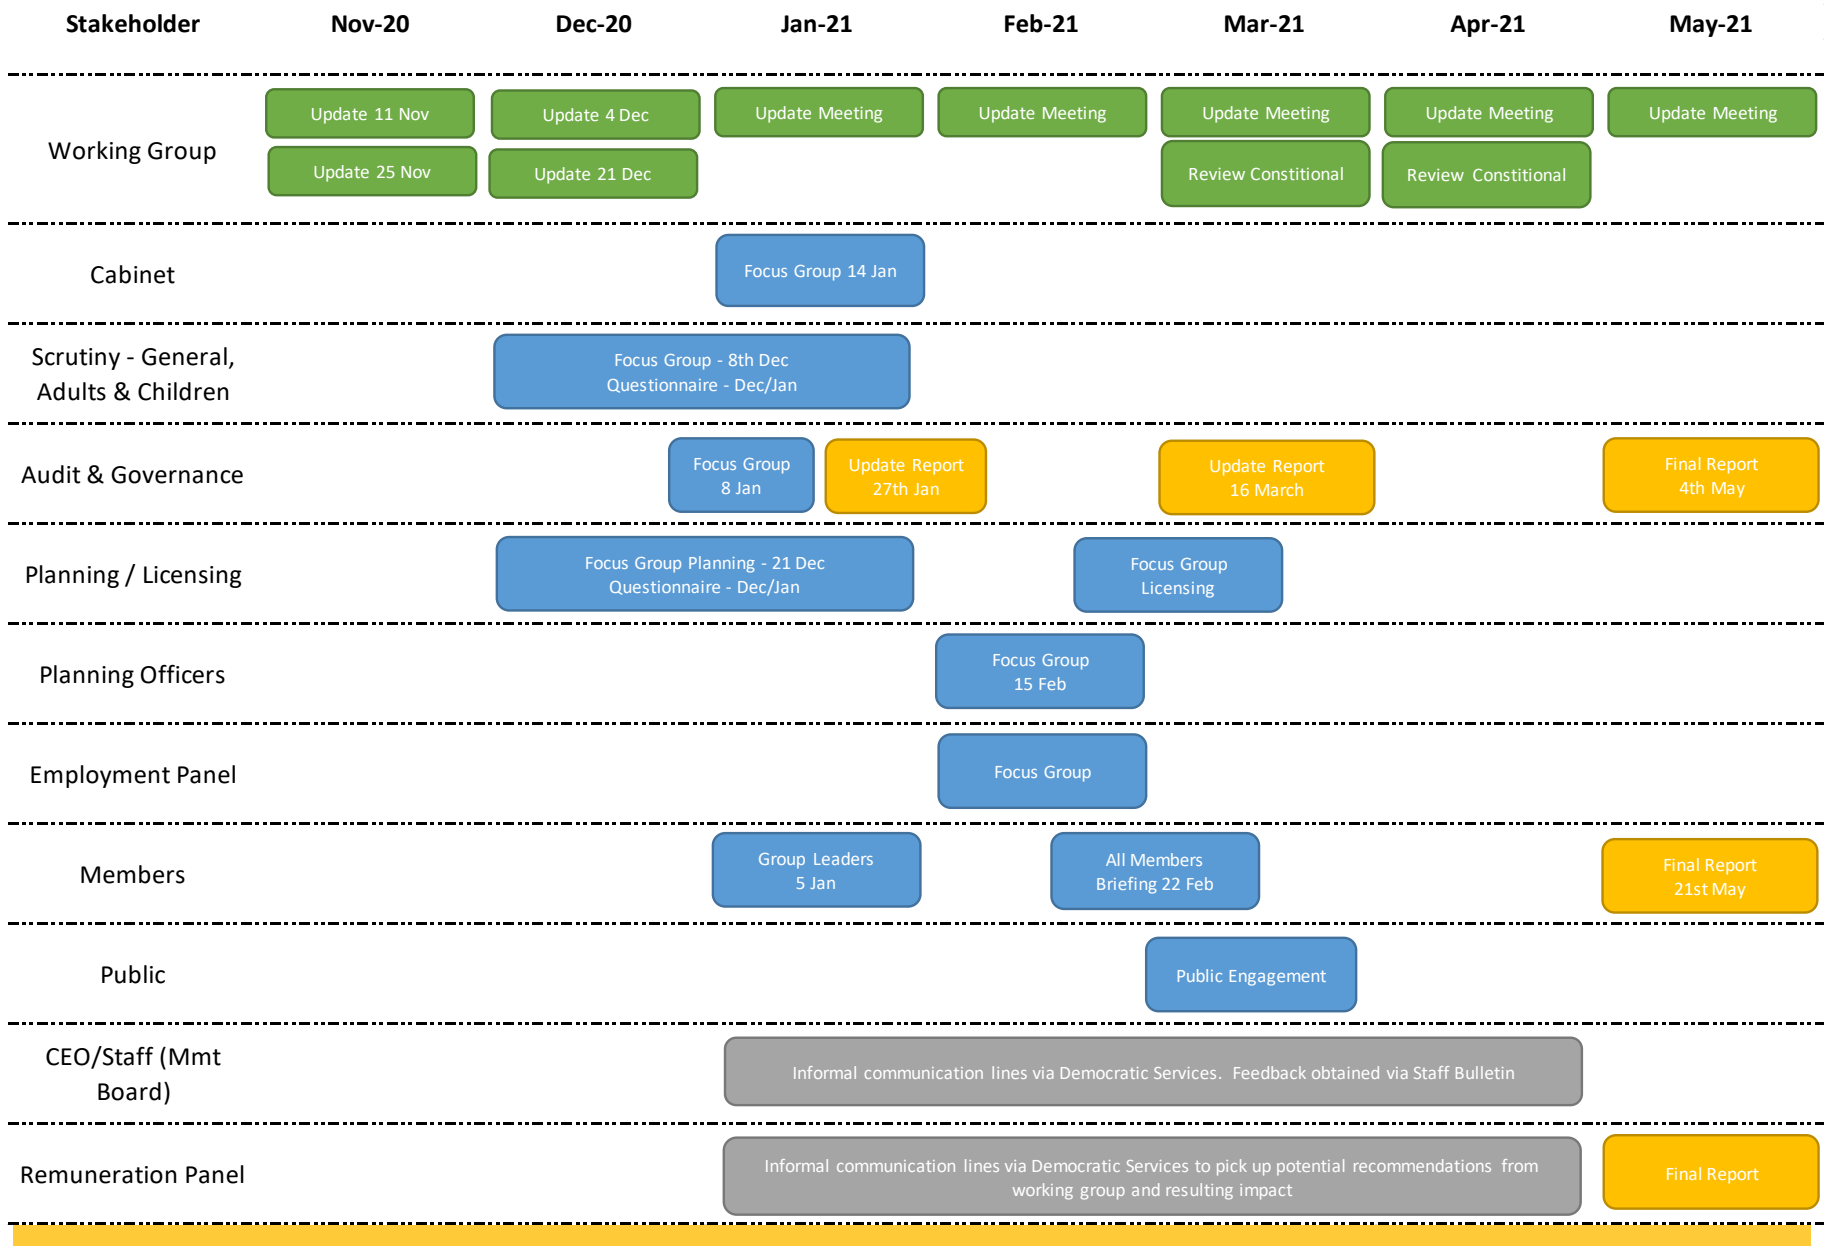 Stakeholder
Nov-20
Dec-20
Jan-21
Feb-21
Mar-21
Apr-21
May-21
Working Group
Update 11 Nov
Update 4 Dec
Update Meeting
Update Meeting
Update Meeting
Update Meeting
Update Meeting
Update 25 Nov
Update 21 Dec
Review Constitional
Review Constitional
Cabinet
Focus Group 14 Jan
Scrutiny - General,
Adults & Children
Focus Group - 8th Dec
Questionnaire - Dec/Jan
Audit & Governance
Focus Group
8 Jan
Update Report
27th Jan
Update Report
16 March
Final Report
4th May
Planning / Licensing
Focus Group Planning - 21 Dec
Questionnaire - Dec/Jan
Focus Group
Licensing
Planning Officers
Focus Group
15 Feb
Employment Panel
Focus Group
Members
Group Leaders
5 Jan
All Members
Briefing 22 Feb
Final Report
21st May
Public
Public Engagement
CEO/Staff (Mmt
Board)
Informal communication lines via Democratic Services. Feedback obtained via Staff Bulletin
Remuneration Panel
Informal communication lines via Democratic Services to pick up potential recommendations from
working group and resulting impact
Final Report